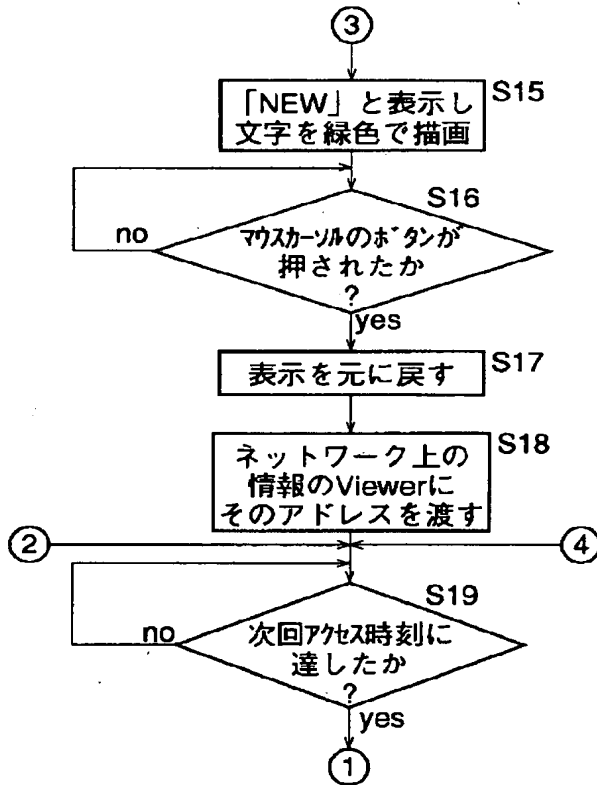 ③
「NEW」と表示し S15
文字を緑色で描画
S16
no
マウスカーソルのボタンが
押されたか
?
yes
表示を元に戻す S17
ネットワーク上の S18
情報のViewerに
そのアドレスを渡す
② ④
S19
no
次回アクセス時刻に
達したか
?
yes
①